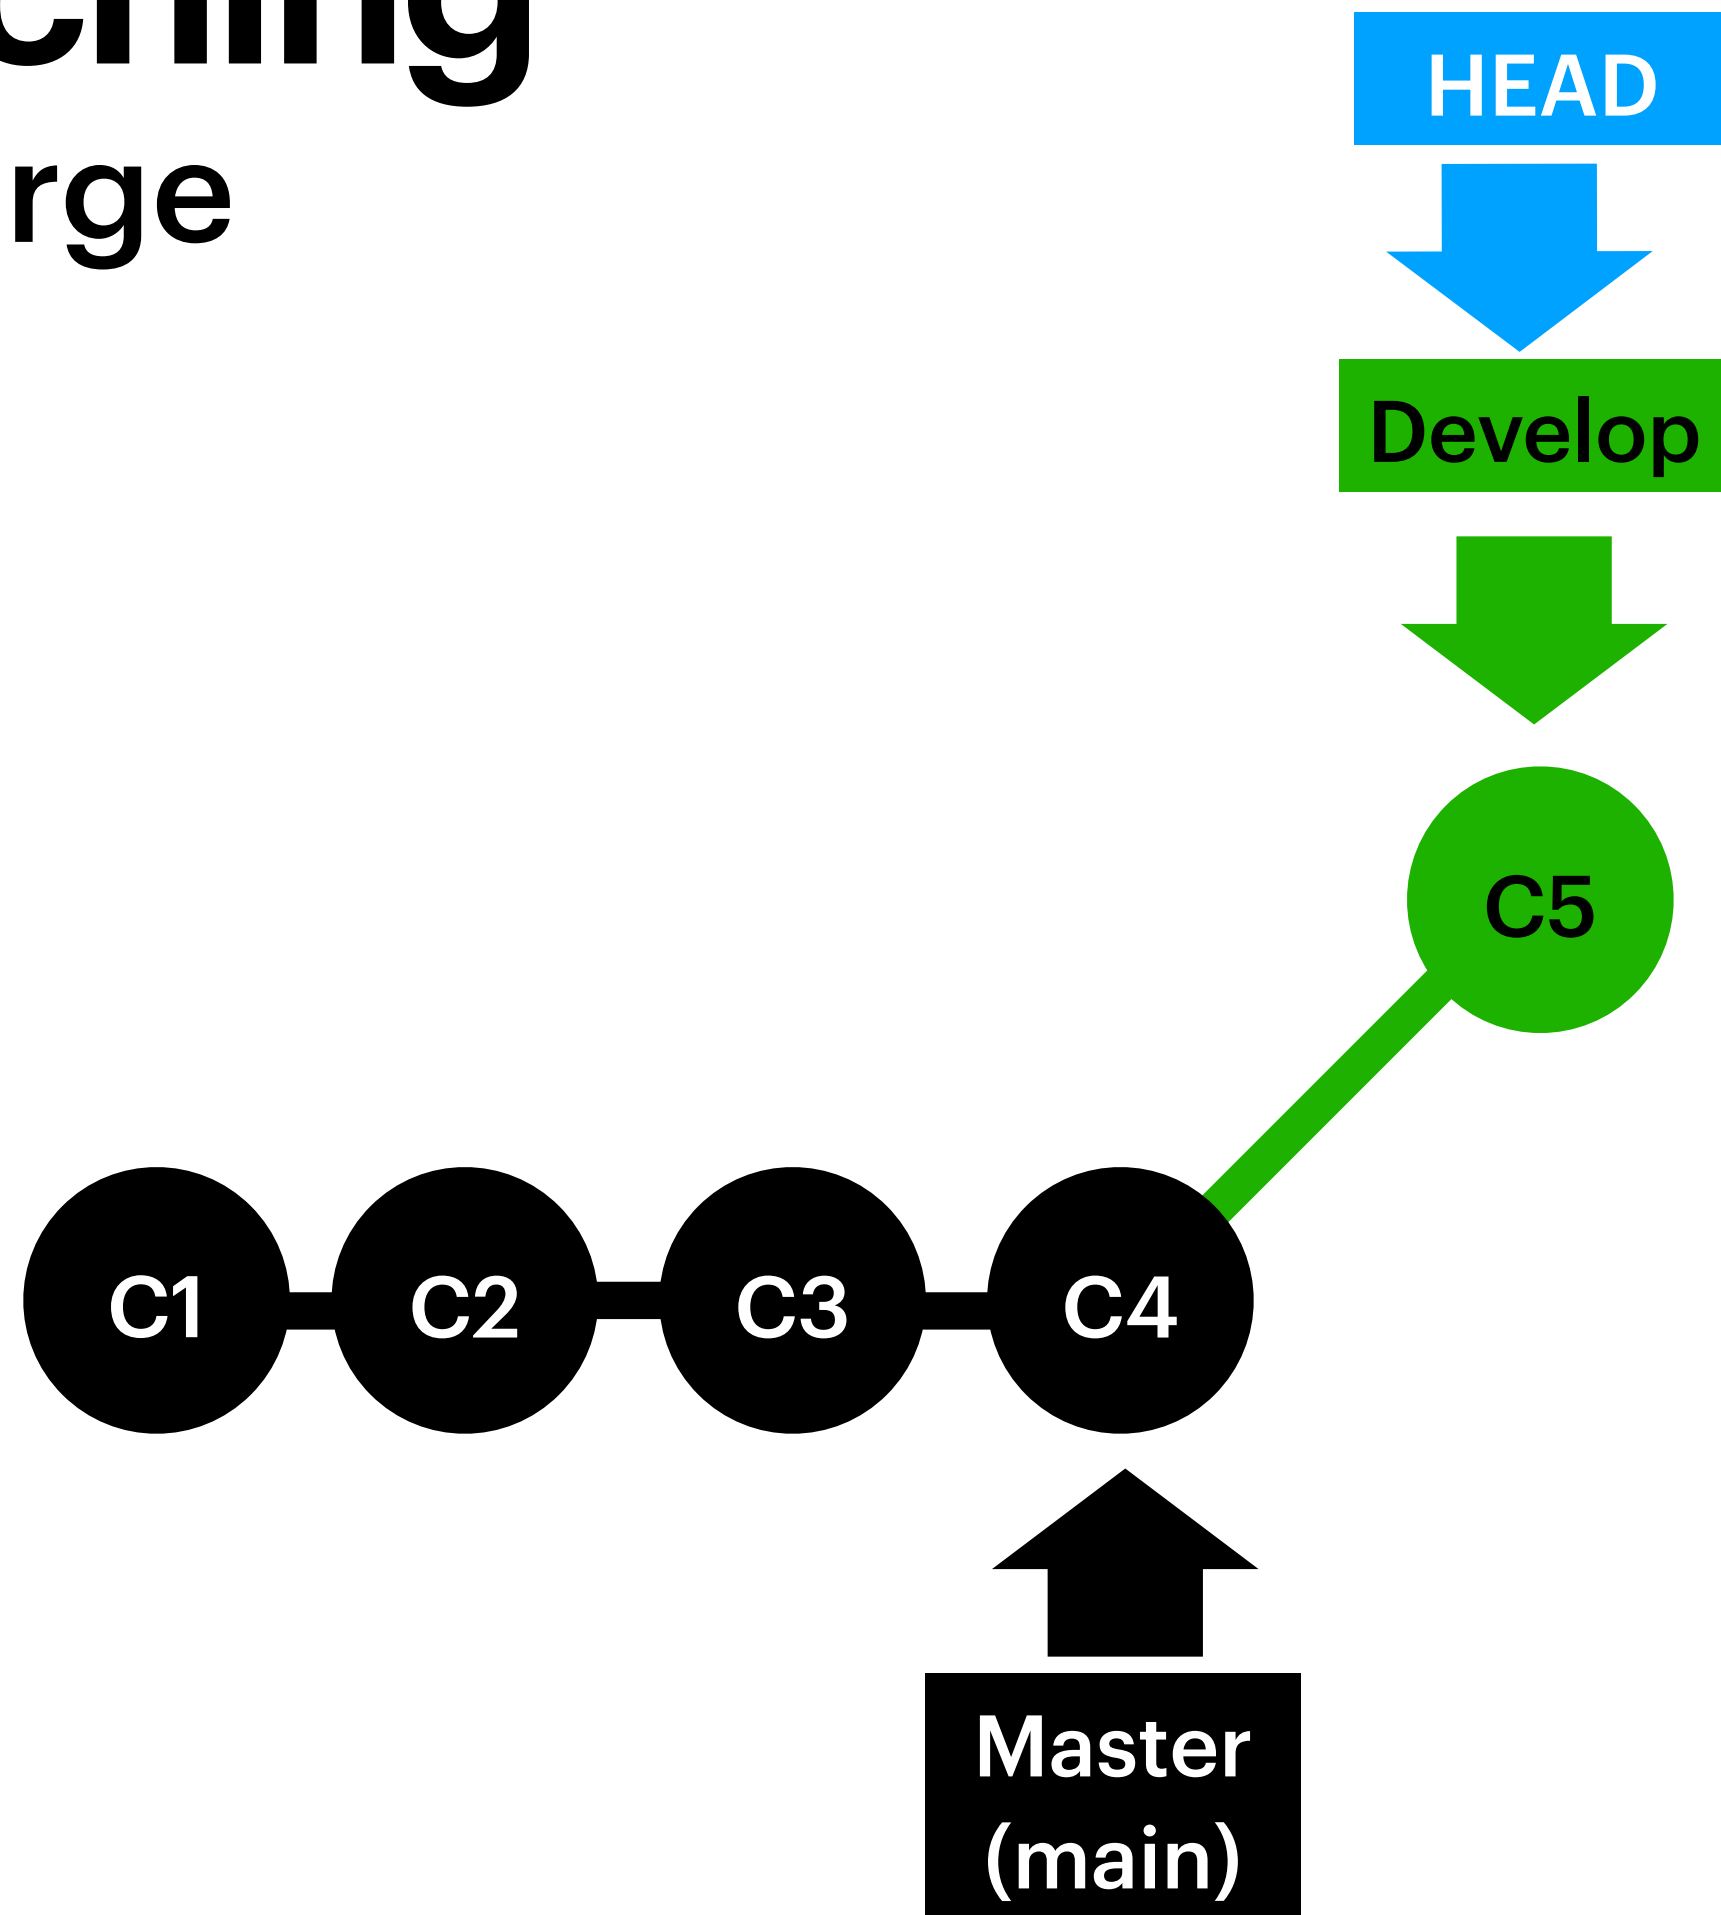 rge
HEAD
Develop
C5
C1 C2 C3 C4
Master
(main)